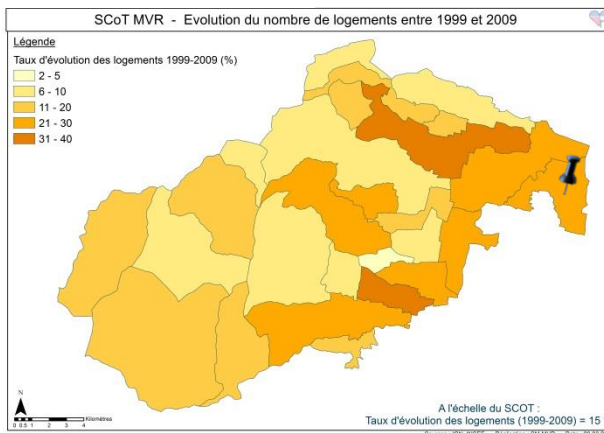 SCoT MVR - Evolution du nombre de logements entre 1999 et 2009
Légende
Taux d'évolution des logements 1999-2009 (%)
2 - 5
6 - 10
11 - 20
21 - 30
31 - 40
N
0 0.5 1 2 3 4
Kilomètres
A l'échelle du SCOT :
Taux d'évolution des logements (1999-2009) = 15